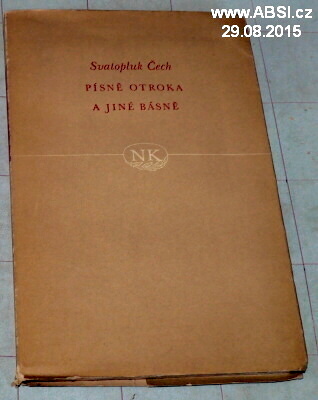 www.ABSI.cz
29.08.2015
Svatopluk Čech
PÍSNĚ OTROKA
A JINÉ BÁSNĚ
NK